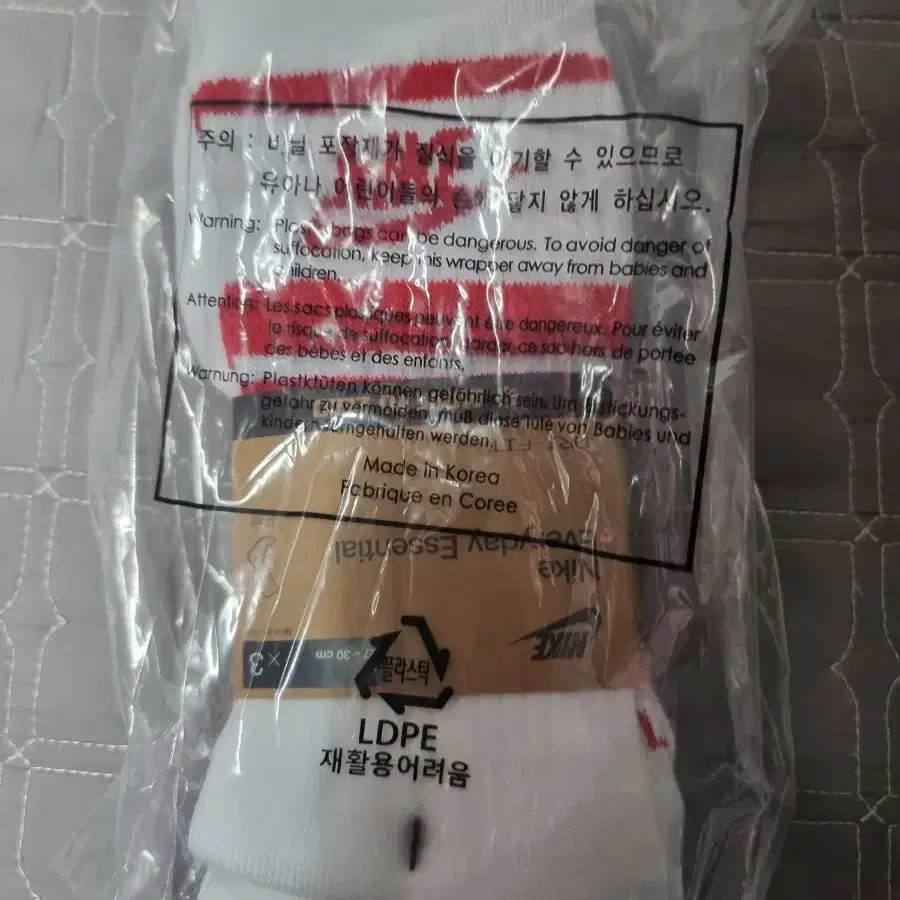 주의 : 비닐 포장재가 질식을 야기할 수 있으므로
유아나 어린이들의 손에 닿지 않게 하십시오.
Warning: Plastic bags can be dangerous. To avoid danger of
suffocation, keep this wrapper away from babies and
children.
Attention: Les sacs plastiques peuvent être dangereux. Pour éviter
le risque de suffocation, garder ce sac hors de portee
des bébés et des enfants.
Warnung: Plastktüten können gefährlich sein. Um Erstickungs-
gefahr zu vermeiden, muß diese Tüte von Babies und
kindern ferngehalten werden.
Made in Korea
Fabrique en Coree
Nike
Everyday Essential
NIKE
27 – 30 cm
× 3
플라스틱
LDPE
재활용어려움
L